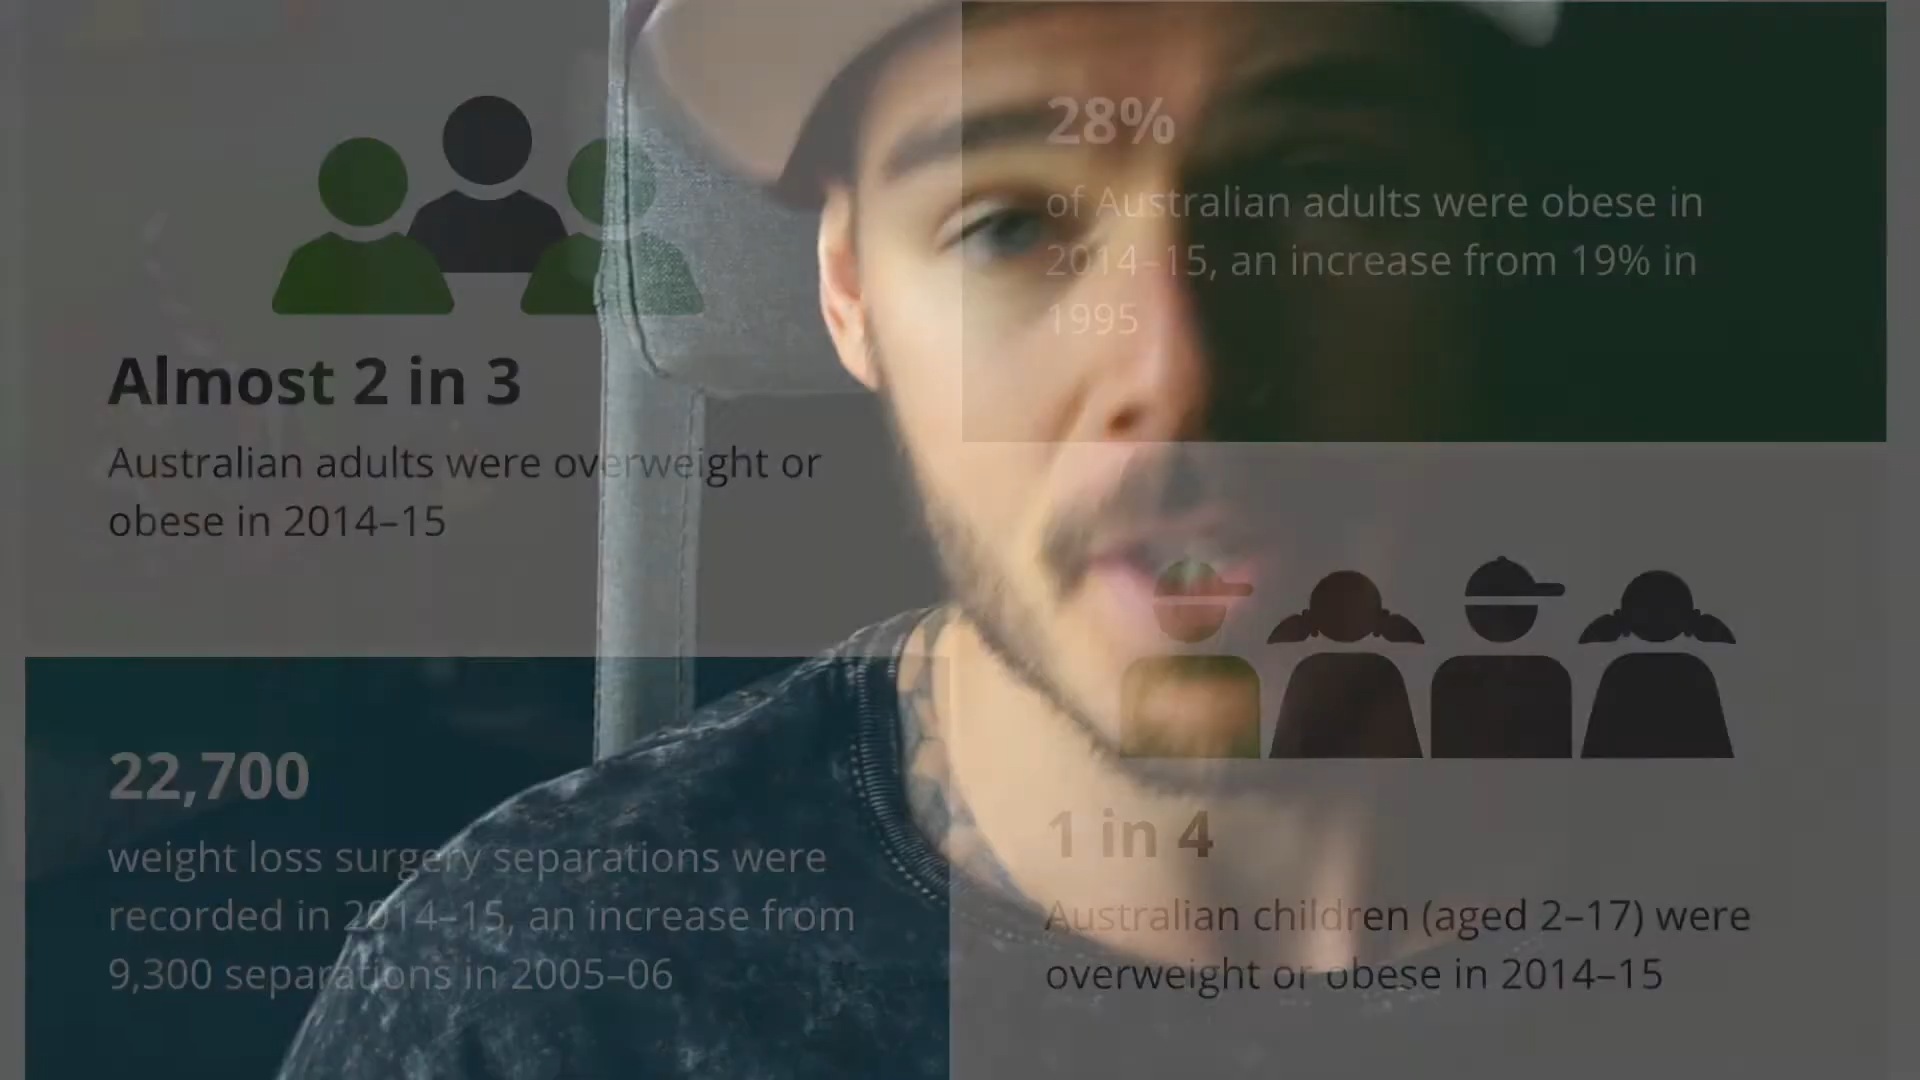 Almost 2 in 3
Australian adults were overweight or
obese in 2014–15
28%
of Australian adults were obese in
2014–15, an increase from 19% in
1995
22,700
weight loss surgery separations were
recorded in 2014–15, an increase from
9,300 separations in 2005–06
1 in 4
Australian children (aged 2–17) were
overweight or obese in 2014–15